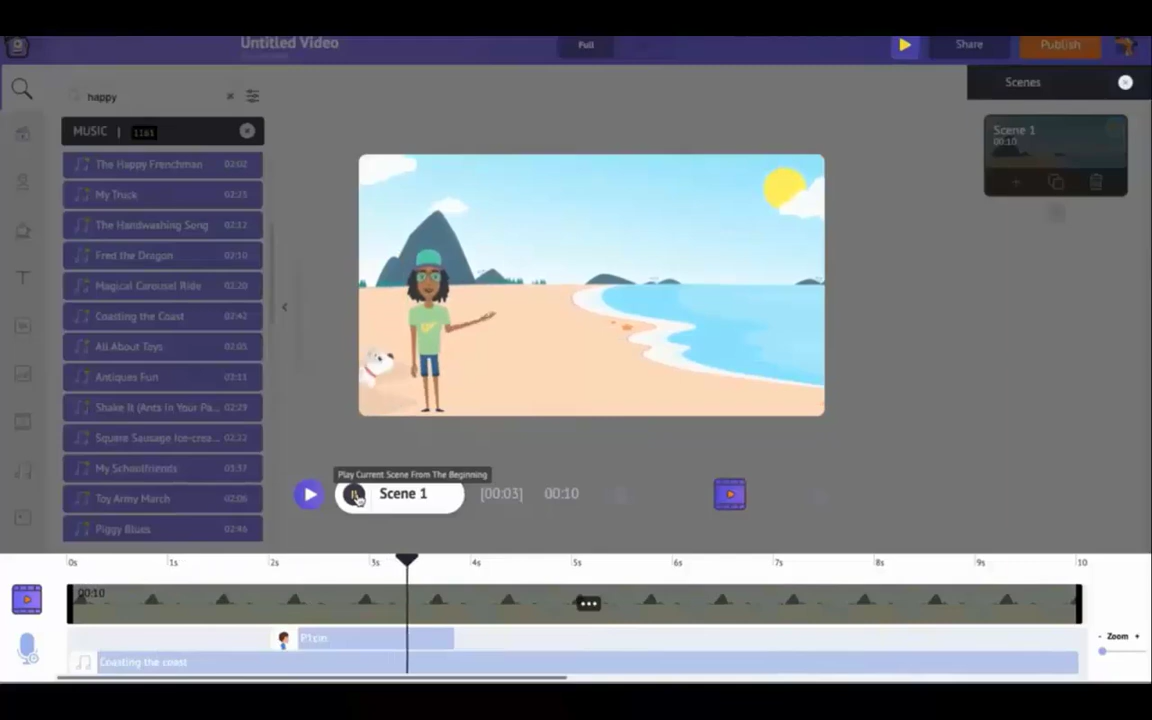 Untitled Video
Full
Share
Publish
happy
Scenes
MUSIC | 1161
Scene 1
00:10
The Happy Frenchman 02:02
My Truck 02:25
The Handwashing Song 02:12
Fred the Dragon 02:10
Magical Carousel Ride 02:20
Coasting the Coast 02:42
All About Toys 02:05
Antiques Fun 02:11
Shake It (Ants In Your Pa... 02:29
Square Sausage Ice-crea... 02:22
My Schoolfriends 03:37
Toy Army March 02:06
Piggy Blues 02:46
Play Current Scene From The Beginning
Scene 1 [00:03] 00:10
0s 1s 2s 3s 4s 5s 6s 7s 8s 9s 10
00:10
Coasting the coast
- Zoom +